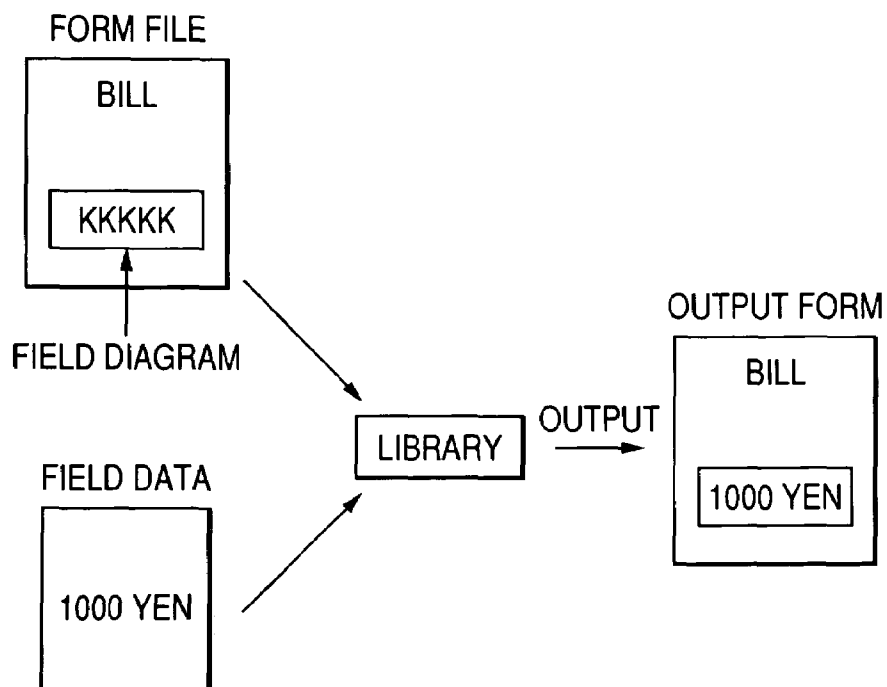 FORM FILE
BILL
KKKKK
FIELD DIAGRAM
FIELD DATA
1000 YEN
LIBRARY
OUTPUT
OUTPUT FORM
BILL
1000 YEN